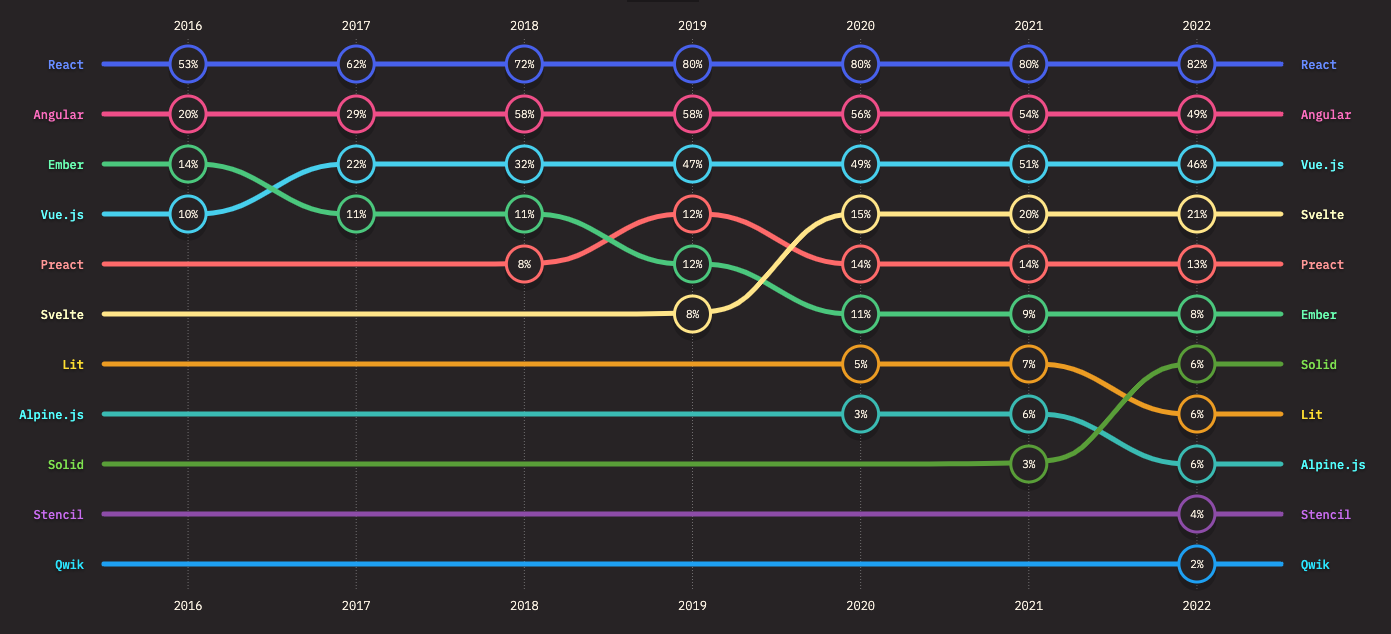 2016 2017 2018 2019 2020 2021 2022
React 53% 62% 72% 80% 80% 80% 82% React
Angular 20% 29% 58% 58% 56% 54% 49% Angular
Ember 14% 22% 32% 47% 49% 51% 46% Vue.js
Vue.js 10% 11% 11% 12% 15% 20% 21% Svelte
Preact 8% 12% 14% 14% 13% Preact
Svelte 8% 11% 9% 8% Ember
Lit 5% 7% 6% Solid
Alpine.js 3% 6% 6% Lit
Solid 3% 6% Alpine.js
Stencil 4% Stencil
Qwik 2% Qwik
2016 2017 2018 2019 2020 2021 2022